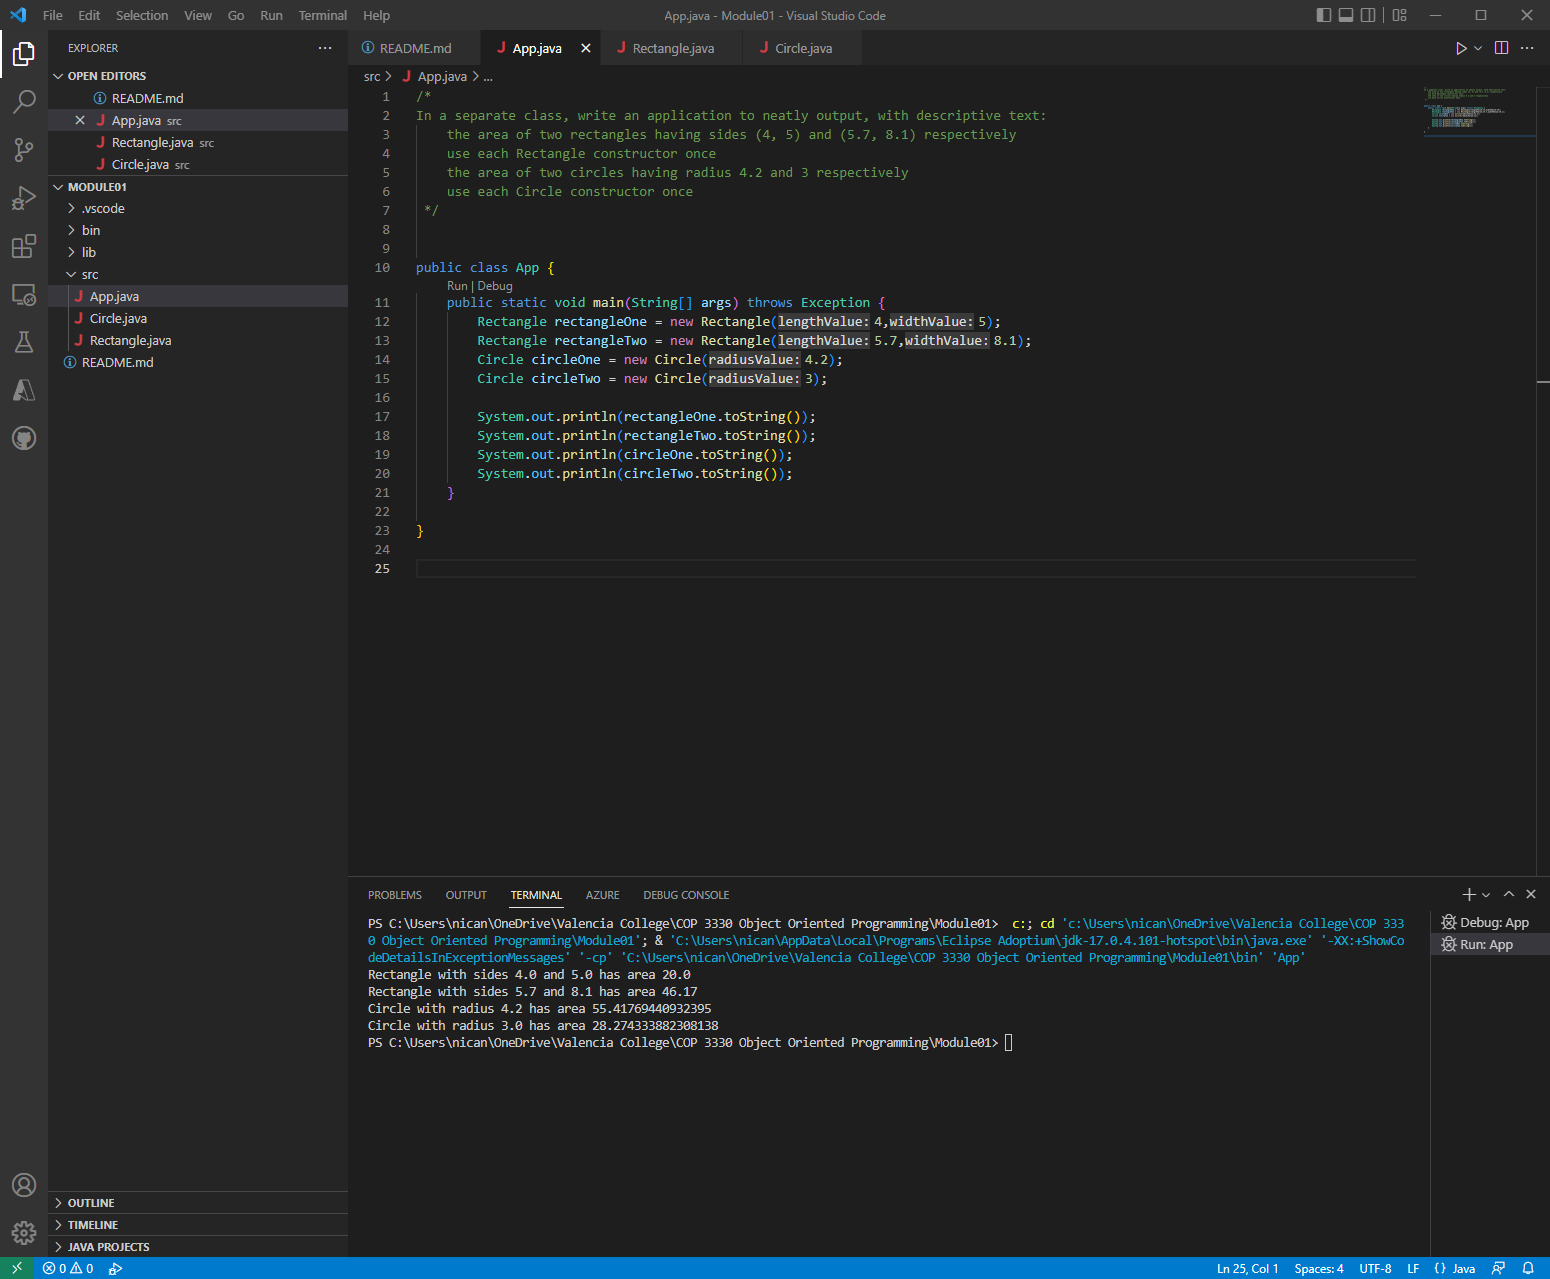 File Edit Selection View Go Run Terminal Help App.java - Module01 - Visual Studio Code
EXPLORER
OPEN EDITORS
README.md
App.java src
Rectangle.java src
Circle.java src
MODULE01
.vscode
bin
lib
src
App.java
Circle.java
Rectangle.java
README.md
OUTLINE
TIMELINE
JAVA PROJECTS
README.md App.java Rectangle.java Circle.java
src > App.java > ...
1 /*
2 In a separate class, write an application to neatly output, with descriptive text:
3     the area of two rectangles having sides (4, 5) and (5.7, 8.1) respectively
4     use each Rectangle constructor once
5     the area of two circles having radius 4.2 and 3 respectively
6     use each Circle constructor once
7  */
8
9
10 public class App {
Run | Debug
11     public static void main(String[] args) throws Exception {
12         Rectangle rectangleOne = new Rectangle(lengthValue: 4,widthValue: 5);
13         Rectangle rectangleTwo = new Rectangle(lengthValue: 5.7,widthValue: 8.1);
14         Circle circleOne = new Circle(radiusValue: 4.2);
15         Circle circleTwo = new Circle(radiusValue: 3);
16
17         System.out.println(rectangleOne.toString());
18         System.out.println(rectangleTwo.toString());
19         System.out.println(circleOne.toString());
20         System.out.println(circleTwo.toString());
21     }
22
23 }
24
25
PROBLEMS OUTPUT TERMINAL AZURE DEBUG CONSOLE
PS C:\Users\nican\OneDrive\Valencia College\COP 3330 Object Oriented Programming\Module01>  c:; cd 'c:\Users\nican\OneDrive\Valencia College\COP 333
0 Object Oriented Programming\Module01'; & 'C:\Users\nican\AppData\Local\Programs\Eclipse Adoptium\jdk-17.0.4.101-hotspot\bin\java.exe' '-XX:+ShowCo
deDetailsInExceptionMessages' '-cp' 'C:\Users\nican\OneDrive\Valencia College\COP 3330 Object Oriented Programming\Module01\bin' 'App'
Rectangle with sides 4.0 and 5.0 has area 20.0
Rectangle with sides 5.7 and 8.1 has area 46.17
Circle with radius 4.2 has area 55.41769440932395
Circle with radius 3.0 has area 28.274333882308138
PS C:\Users\nican\OneDrive\Valencia College\COP 3330 Object Oriented Programming\Module01>
Debug: App
Run: App
0 0 Ln 25, Col 1 Spaces: 4 UTF-8 LF {} Java